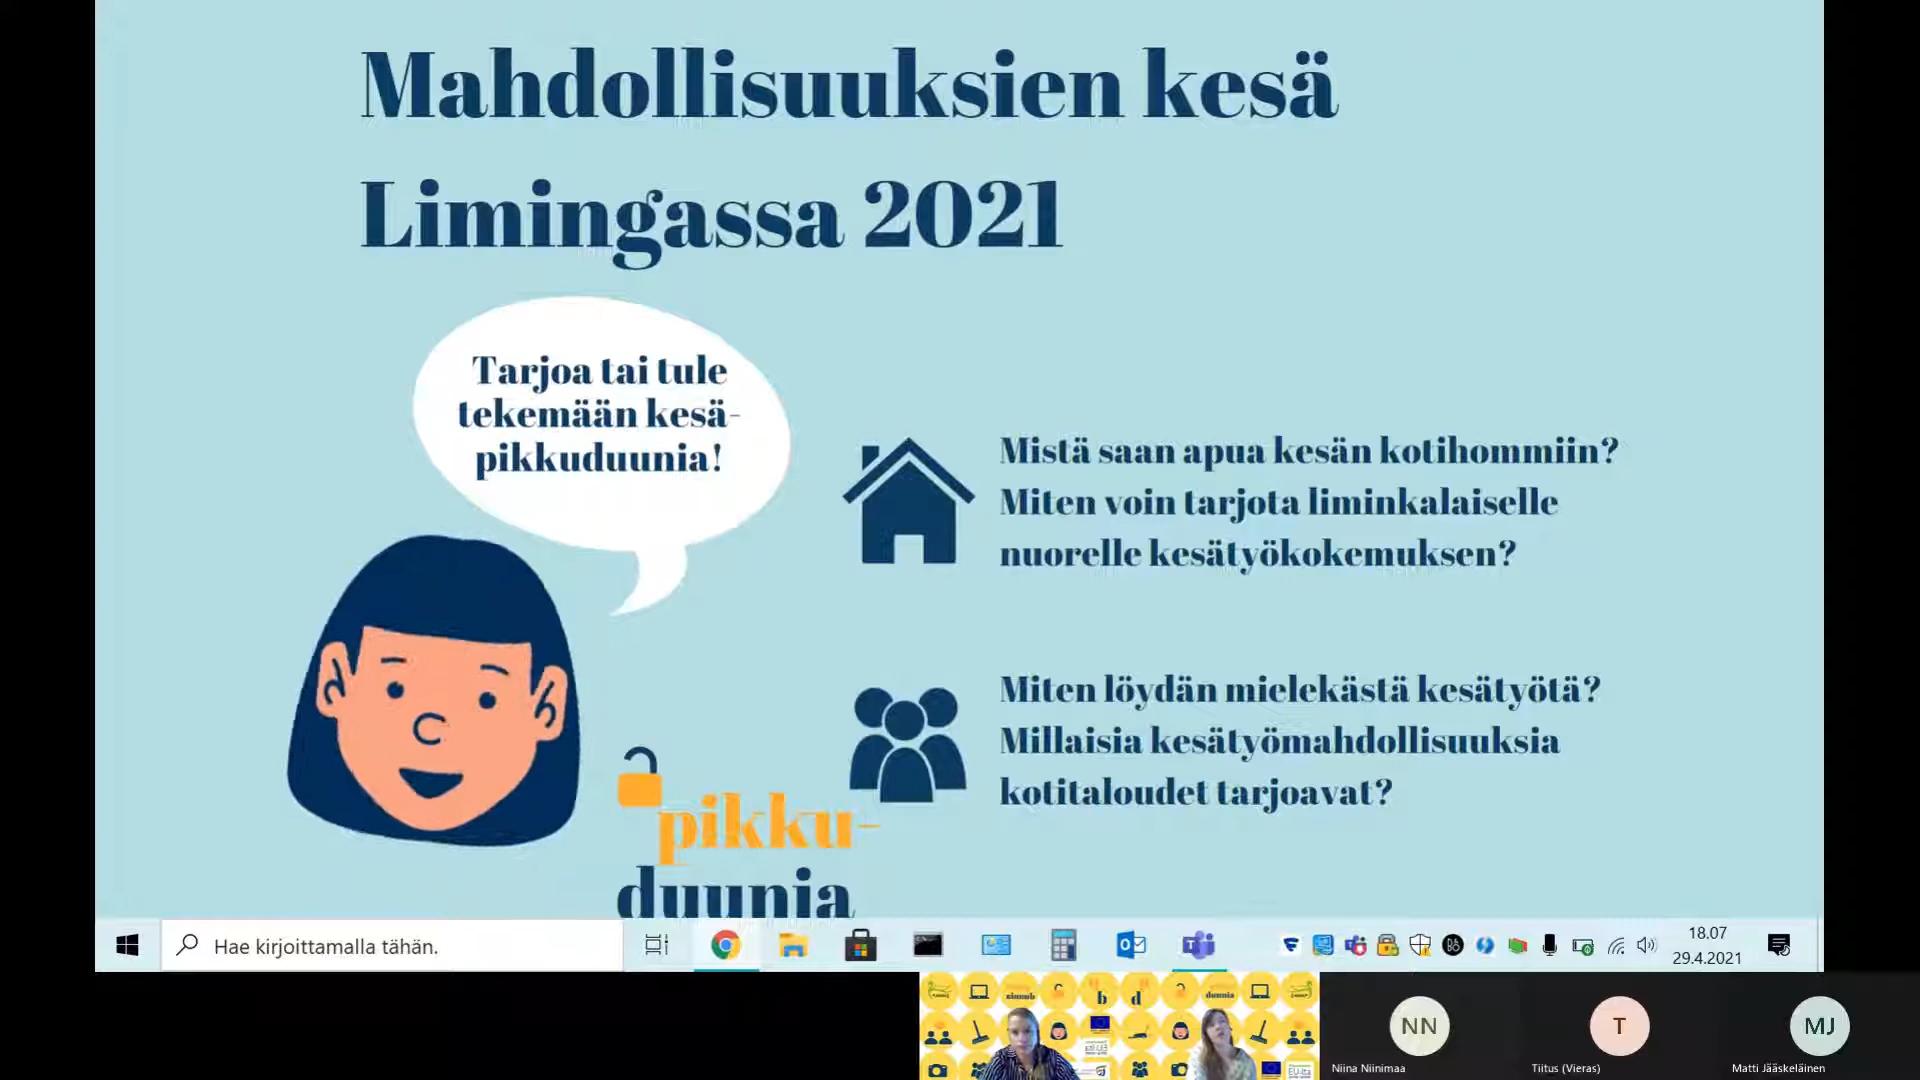 Mahdollisuuksien kesä
Limingassa 2021
Tarjoa tai tule
tekemään kesä-
pikkuduunia!
Mistä saan apua kesän kotihommiin?
Miten voin tarjota liminkalaiselle
nuorelle kesätyökokemuksen?
Miten löydän mielekästä kesätyötä?
Millaisia kesätyömahdollisuuksia
kotitaloudet tarjoavat?
pikku-
duunia
Hae kirjoittamalla tähän.
18.07
29.4.2021
b
d
duunia
NN
T
MJ
Niina Niinimaa
Tiitus (Vieras)
Matti Jääskeläinen